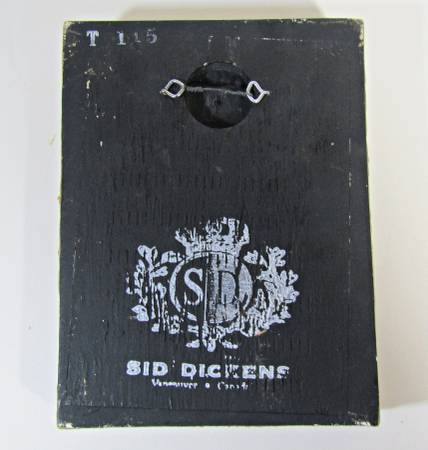 T 115
SD
SID DICKENS
Vancouver • Canada